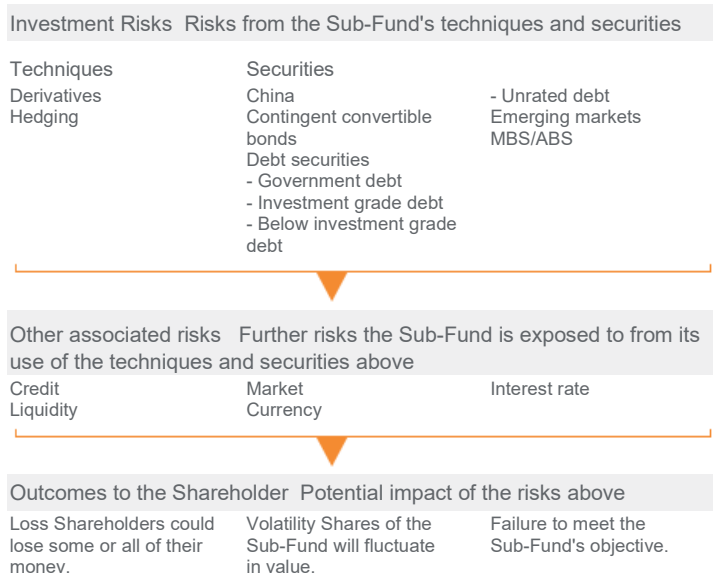 Investment Risks Risks from the Sub-Fund's techniques and securities
Techniques
Derivatives
Hedging
Securities
China
Contingent convertible
bonds
Debt securities
- Government debt
- Investment grade debt
- Below investment grade
debt
- Unrated debt
Emerging markets
MBS/ABS
Other associated risks Further risks the Sub-Fund is exposed to from its
use of the techniques and securities above
Credit
Liquidity
Market
Currency
Interest rate
Outcomes to the Shareholder Potential impact of the risks above
Loss Shareholders could
lose some or all of their
money.
Volatility Shares of the
Sub-Fund will fluctuate
in value.
Failure to meet the
Sub-Fund's objective.